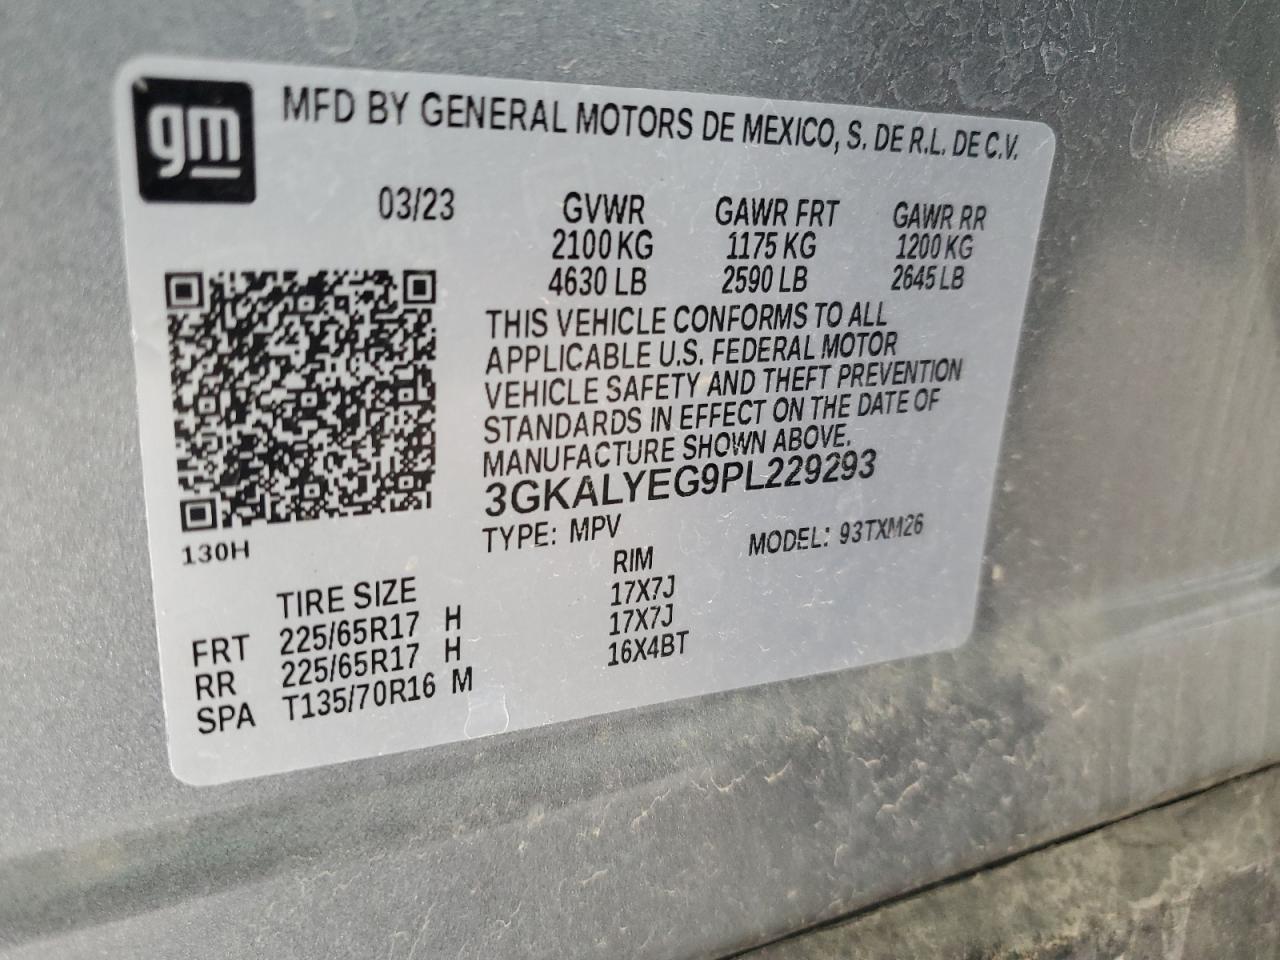 gm
MFD BY GENERAL MOTORS DE MEXICO, S. DE R.L. DE C.V.
03/23 GVWR GAWR FRT GAWR RR
2100 KG 1175 KG 1200 KG
4630 LB 2590 LB 2645 LB
THIS VEHICLE CONFORMS TO ALL
APPLICABLE U.S. FEDERAL MOTOR
VEHICLE SAFETY AND THEFT PREVENTION
STANDARDS IN EFFECT ON THE DATE OF
MANUFACTURE SHOWN ABOVE.
3GKALYEG9PL229293
130H
TYPE: MPV MODEL: 93TXM26
TIRE SIZE RIM
FRT 225/65R17 H 17X7J
RR 225/65R17 H 17X7J
SPA T135/70R16 M 16X4BT